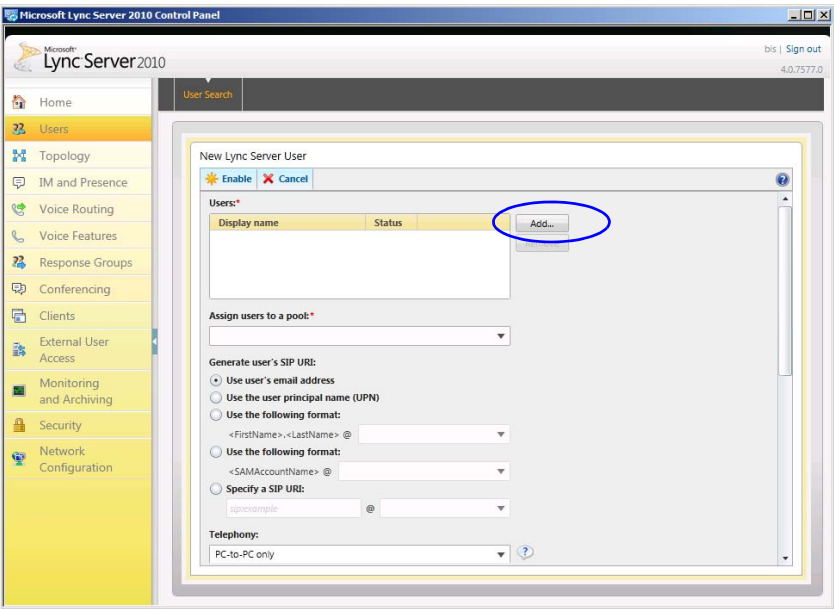 Microsoft Lync Server 2010 Control Panel
Microsoft®
Lync Server 2010
bis | Sign out
4.0.7577.0
User Search
Home
Users
Topology
IM and Presence
Voice Routing
Voice Features
Response Groups
Conferencing
Clients
External User
Access
Monitoring
and Archiving
Security
Network
Configuration
New Lync Server User
Enable Cancel
Users:*
Display name Status
Add...
Remove
Assign users to a pool:*
Generate user's SIP URI:
Use user's email address
Use the user principal name (UPN)
Use the following format:
<FirstName>.<LastName> @
Use the following format:
<SAMAccountName> @
Specify a SIP URI:
sip:example @
Telephony:
PC-to-PC only